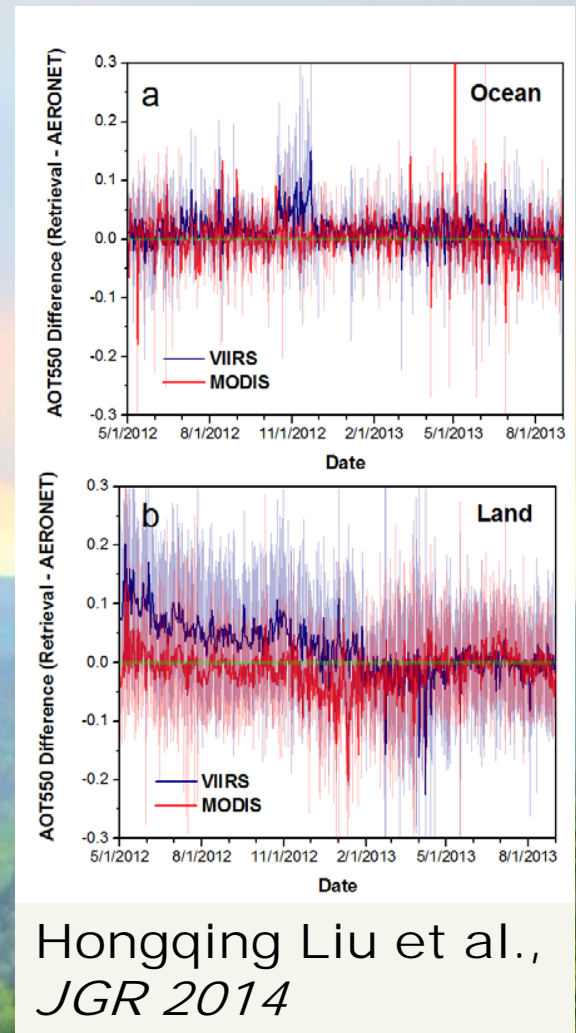 0.3
a
Ocean
0.2
0.1
0.0
-0.1
-0.2
-0.3
AOT550 Difference (Retrieval - AERONET)
VIIRS
MODIS
5/1/2012 8/1/2012 11/1/2012 2/1/2013 5/1/2013 8/1/2013
Date
0.3
b
Land
0.2
0.1
0.0
-0.1
-0.2
-0.3
AOT550 Difference (Retrieval - AERONET)
VIIRS
MODIS
5/1/2012 8/1/2012 11/1/2012 2/1/2013 5/1/2013 8/1/2013
Date
Hongqing Liu et al.,
JGR 2014